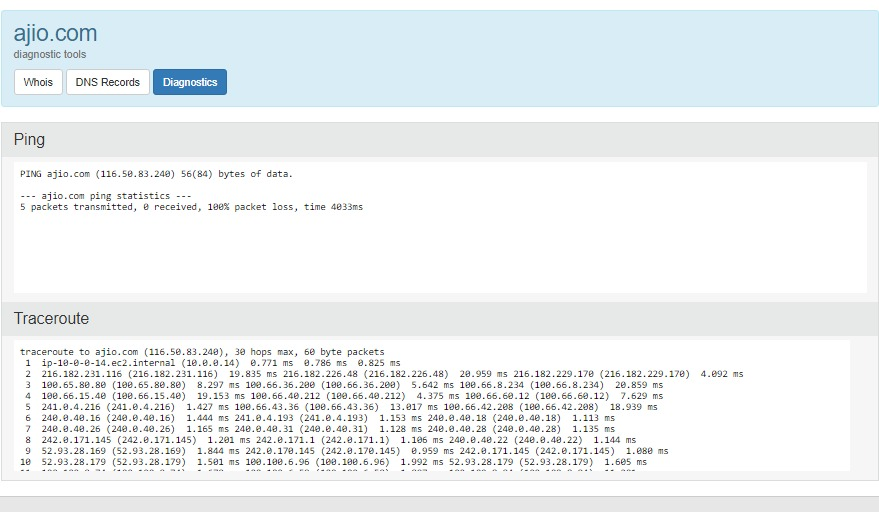 ajio.com
diagnostic tools
Whois DNS Records Diagnostics
Ping
PING ajio.com (116.50.83.240) 56(84) bytes of data.
--- ajio.com ping statistics ---
5 packets transmitted, 0 received, 100% packet loss, time 4033ms
Traceroute
traceroute to ajio.com (116.50.83.240), 30 hops max, 60 byte packets
1 ip-10-0-0-14.ec2.internal (10.0.0.14) 0.771 ms 0.786 ms 0.825 ms
2 216.182.231.116 (216.182.231.116) 19.835 ms 216.182.226.48 (216.182.226.48) 20.959 ms 216.182.229.170 (216.182.229.170) 4.092 ms
3 100.65.80.80 (100.65.80.80) 8.297 ms 100.66.36.200 (100.66.36.200) 5.642 ms 100.66.8.234 (100.66.8.234) 20.859 ms
4 100.66.15.40 (100.66.15.40) 19.153 ms 100.66.40.212 (100.66.40.212) 4.375 ms 100.66.60.12 (100.66.60.12) 7.629 ms
5 241.0.4.216 (241.0.4.216) 1.427 ms 100.66.43.36 (100.66.43.36) 13.017 ms 100.66.42.208 (100.66.42.208) 18.939 ms
6 240.0.40.16 (240.0.40.16) 1.444 ms 241.0.4.193 (241.0.4.193) 1.153 ms 240.0.40.18 (240.0.40.18) 1.113 ms
7 240.0.40.26 (240.0.40.26) 1.165 ms 240.0.40.31 (240.0.40.31) 1.128 ms 240.0.40.28 (240.0.40.28) 1.135 ms
8 242.0.171.145 (242.0.171.145) 1.201 ms 242.0.171.1 (242.0.171.1) 1.106 ms 240.0.40.22 (240.0.40.22) 1.144 ms
9 52.93.28.169 (52.93.28.169) 1.844 ms 242.0.170.145 (242.0.170.145) 0.959 ms 242.0.171.145 (242.0.171.145) 1.080 ms
10 52.93.28.179 (52.93.28.179) 1.501 ms 100.100.6.96 (100.100.6.96) 1.992 ms 52.93.28.179 (52.93.28.179) 1.605 ms